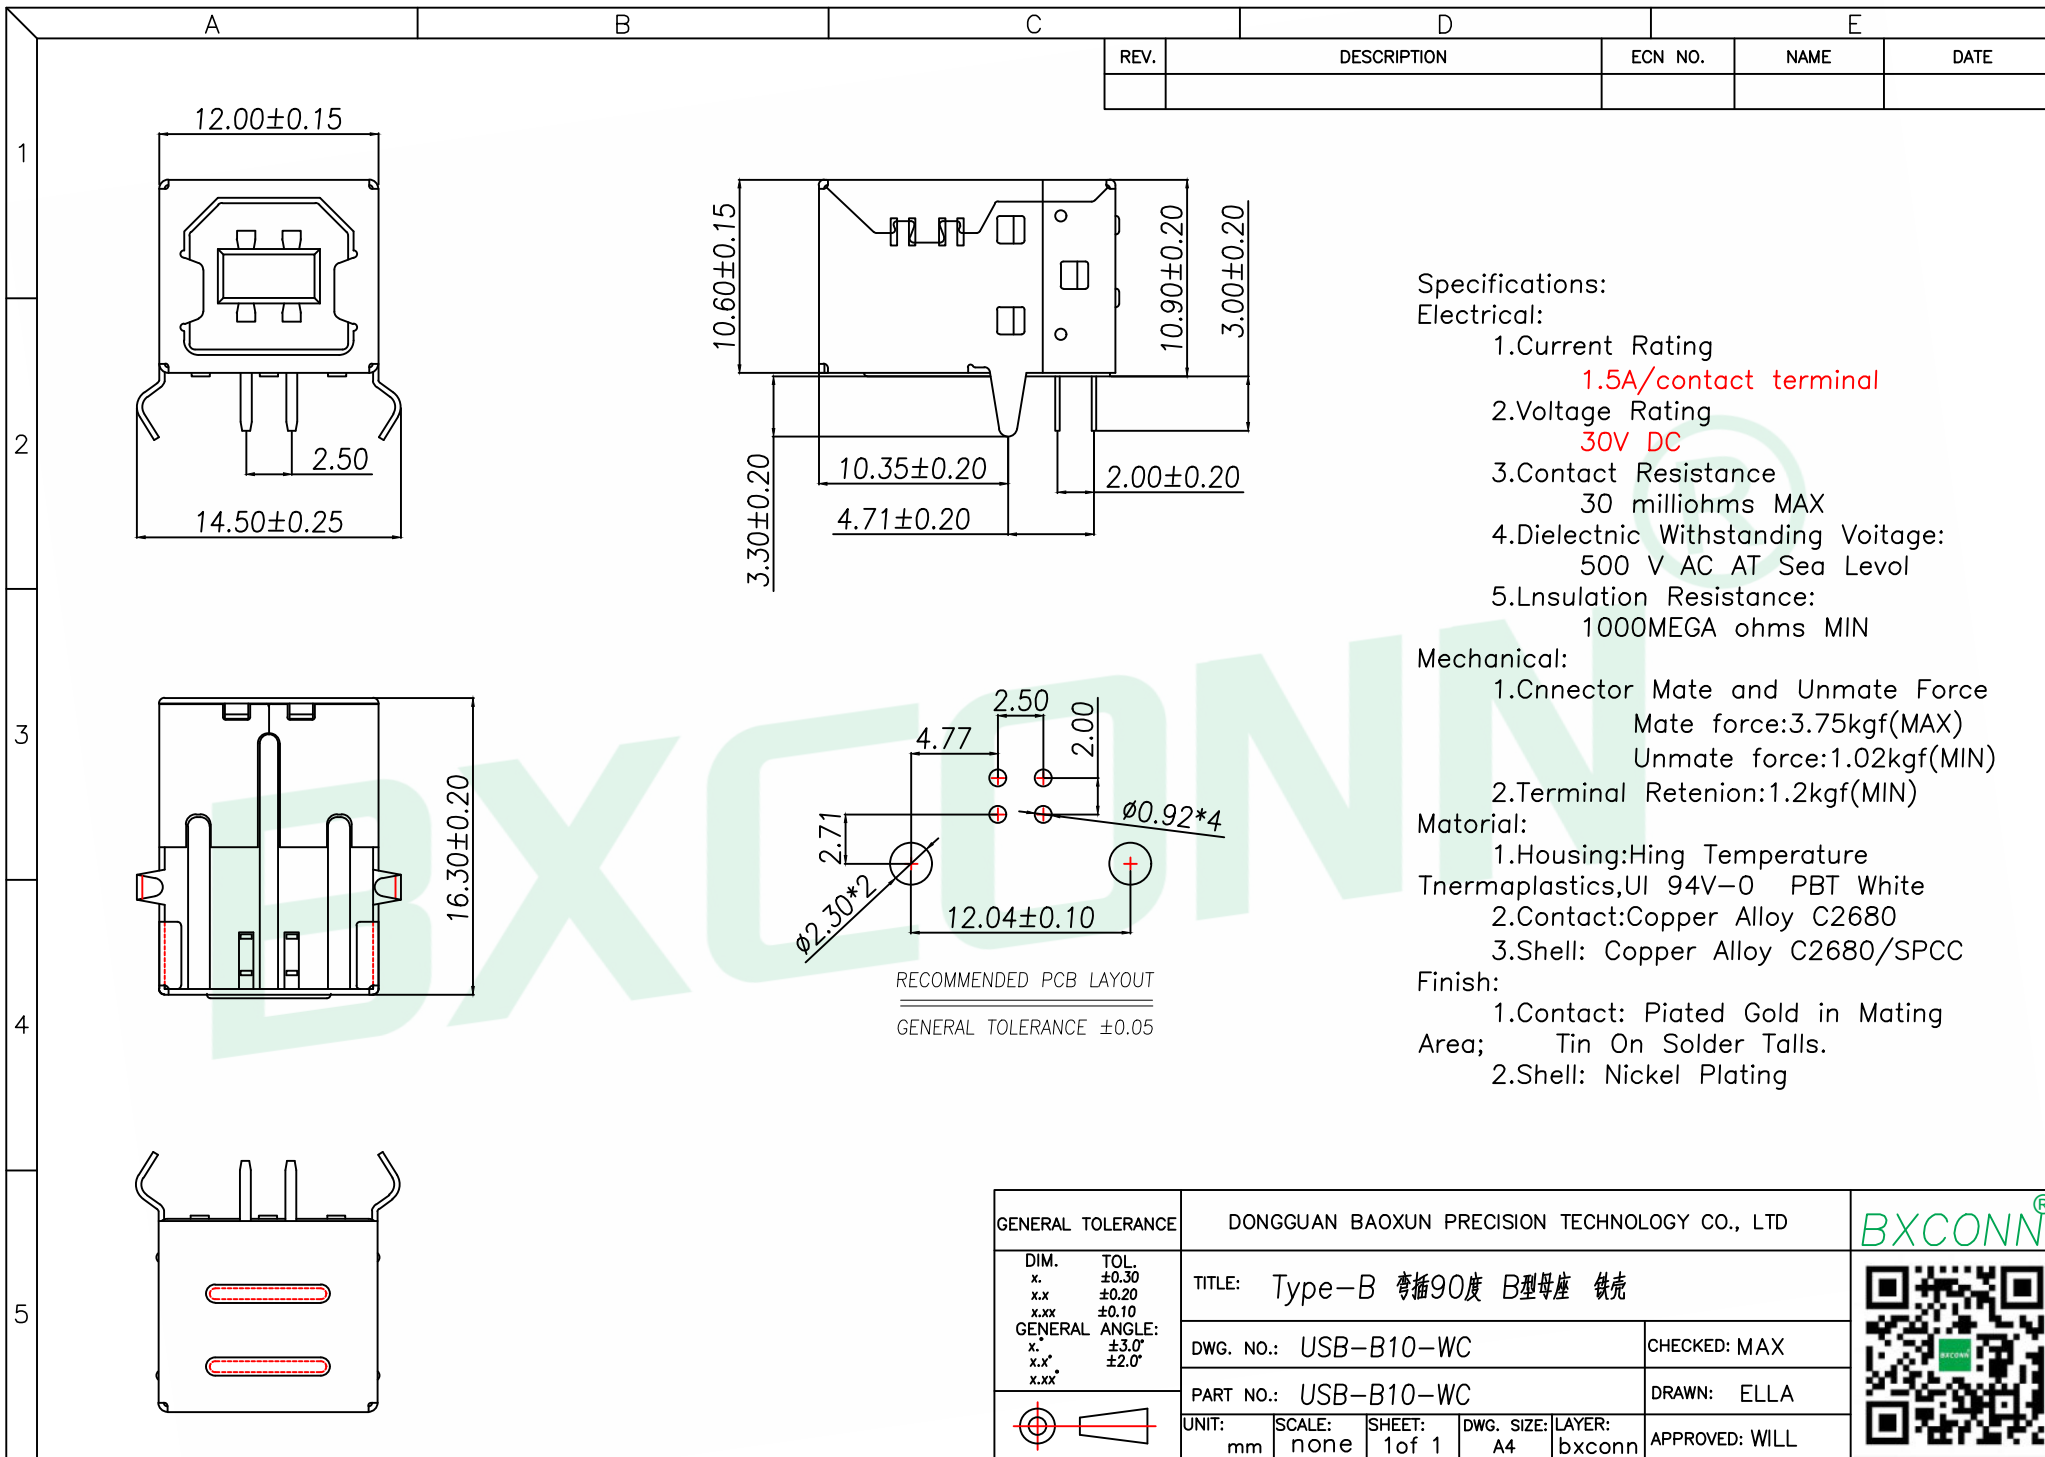 A B C D E
REV. DESCRIPTION ECN NO. NAME DATE
1
2
3
4
5
12.00±0.15
2.50
14.50±0.25
10.60±0.15
10.90±0.20
3.00±0.20
3.30±0.20
10.35±0.20
2.00±0.20
4.71±0.20
16.30±0.20
2.50
2.00
4.77
2.71
ø0.92*4
ø2.30*2
12.04±0.10
RECOMMENDED PCB LAYOUT
GENERAL TOLERANCE ±0.05
Specifications:
Electrical:
1.Current Rating
1.5A/contact terminal
2.Voltage Rating
30V DC
3.Contact Resistance
30 milliohms MAX
4.Dielectnic Withstanding Voitage:
500 V AC AT Sea Levol
5.Lnsulation Resistance:
1000MEGA ohms MIN
Mechanical:
1.Cnnector Mate and Unmate Force
Mate force:3.75kgf(MAX)
Unmate force:1.02kgf(MIN)
2.Terminal Retenion:1.2kgf(MIN)
Matorial:
1.Housing:Hing Temperature
Tnermaplastics,UI 94V-0 PBT White
2.Contact:Copper Alloy C2680
3.Shell: Copper Alloy C2680/SPCC
Finish:
1.Contact: Piated Gold in Mating
Area; Tin On Solder Talls.
2.Shell: Nickel Plating
BXCONN®
GENERAL TOLERANCE
DIM. TOL.
x. ±0.30
x.x ±0.20
x.xx ±0.10
GENERAL ANGLE:
x.° ±3.0°
x.x° ±2.0°
x.xx°
DONGGUAN BAOXUN PRECISION TECHNOLOGY CO., LTD
TITLE: Type-B 弯插90度 B型母座 铁壳
DWG. NO.: USB-B10-WC
CHECKED: MAX
PART NO.: USB-B10-WC
DRAWN: ELLA
UNIT: mm
SCALE: none
SHEET: 1of 1
DWG. SIZE: A4
LAYER: bxconn
APPROVED: WILL
BXCONN®
BXCONN